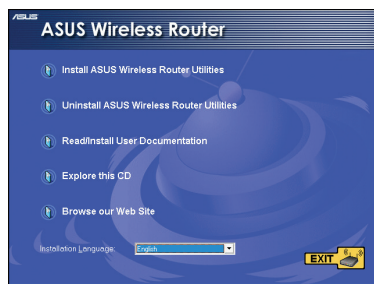 ASUS
ASUS Wireless Router
Install ASUS Wireless Router Utilities
Uninstall ASUS Wireless Router Utilities
Read/Install User Documentation
Explore this CD
Browse our Web Site
Installation Language: English
EXIT